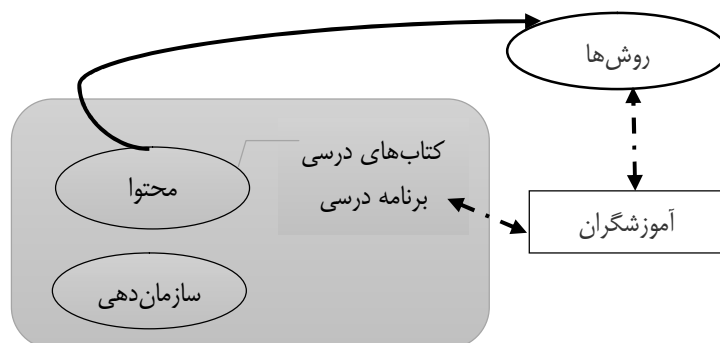 روش‌ها
کتاب‌های درسی
برنامه درسی
محتوا
آموزشگران
سازمان‌دهی